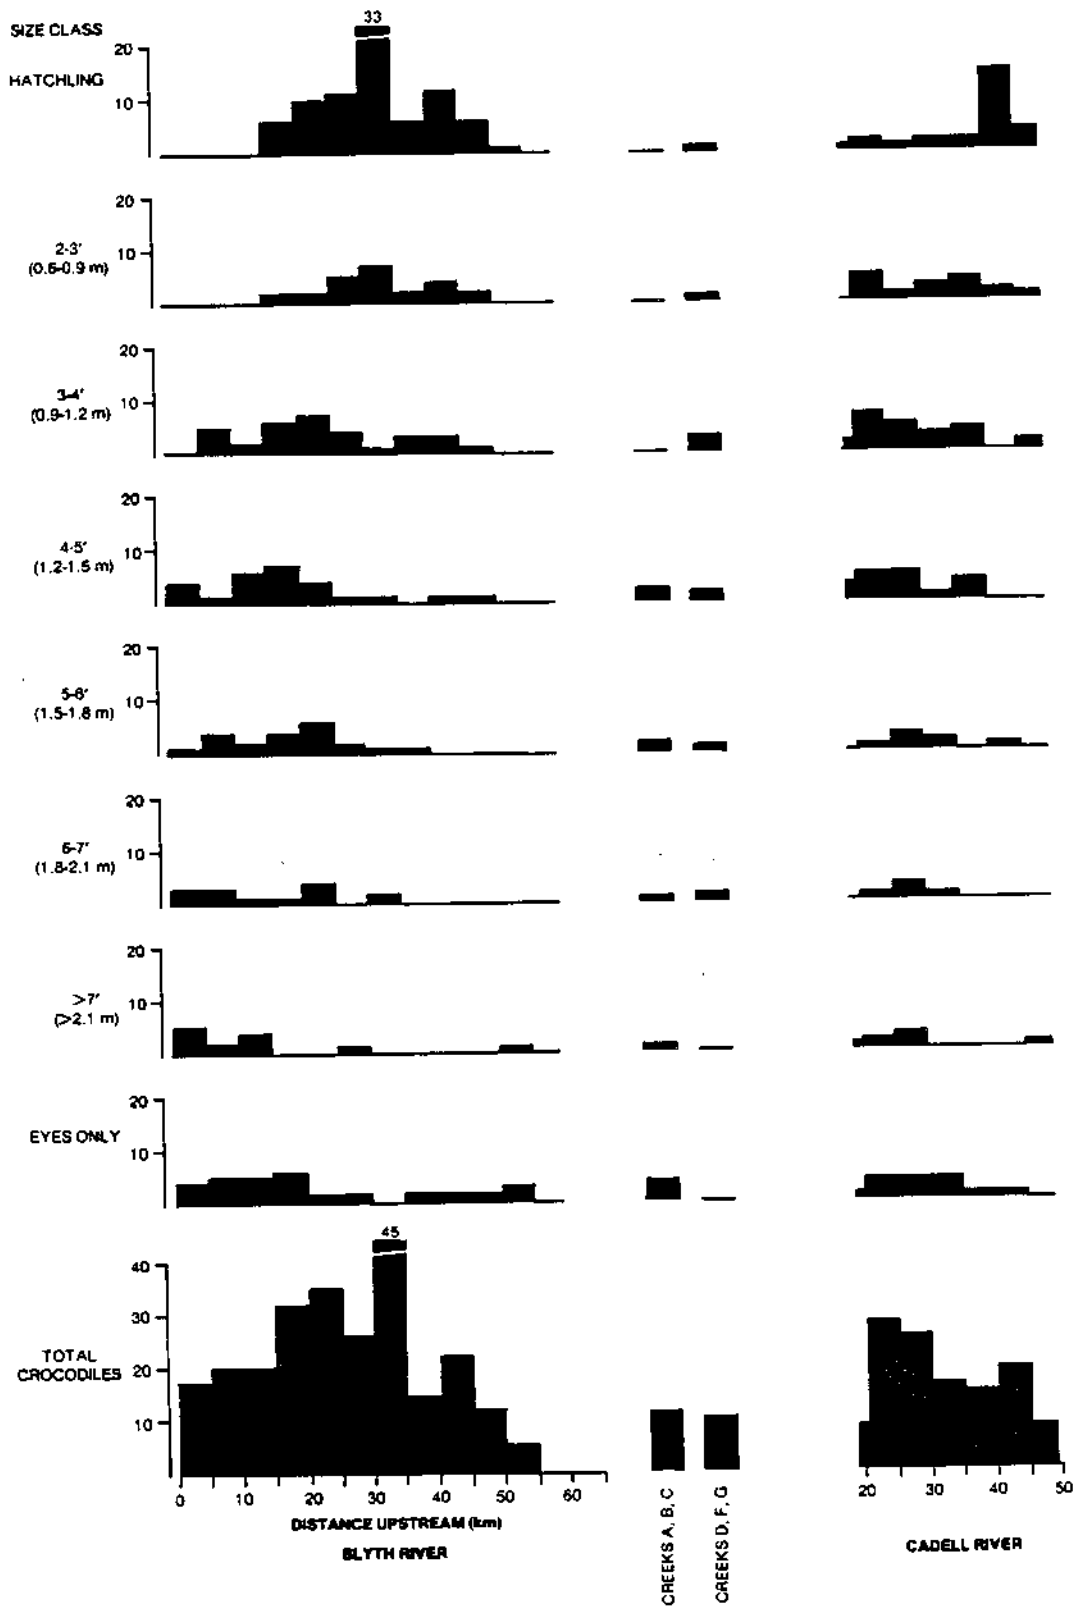 SIZE CLASS
33
20
HATCHLING
10
20
2-3'
10
(0.6-0.9 m)
20
3-4'
10
(0.9-1.2 m)
20
4-5'
10
(1.2-1.5 m)
20
5-6'
10
(1.5-1.8 m)
20
6-7'
10
(1.8-2.1 m)
20
>7'
10
(>2.1 m)
20
EYES ONLY
10
45
40
30
TOTAL
CROCODILES
20
10
0 10 20 30 40 50 60
DISTANCE UPSTREAM (km)
BLYTH RIVER
CREEKS A, B, C
CREEKS D, F, G
20 30 40 50
CADELL RIVER